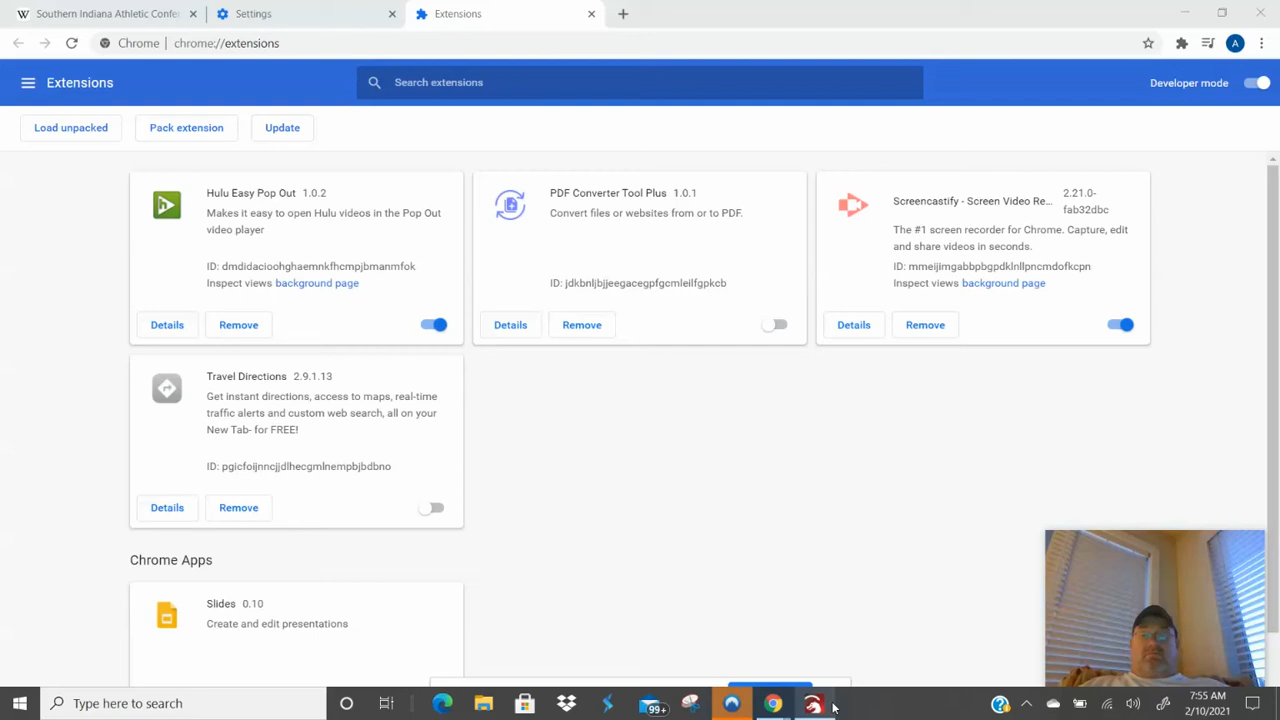 Southern Indiana Athletic Confer
Settings
Extensions
Chrome
chrome://extensions
A
Extensions
Search extensions
Developer mode
Load unpacked
Pack extension
Update
Hulu Easy Pop Out 1.0.2
Makes it easy to open Hulu videos in the Pop Out
video player
ID: dmdidacioohghaemnkfhcmpjbmanmfok
Inspect views background page
Details
Remove
PDF Converter Tool Plus 1.0.1
Convert files or websites from or to PDF.
ID: jdkbnljbjjeegacegpfgcmleilfgpkcb
Details
Remove
Screencastify - Screen Video Re...
2.21.0-
fab32dbc
The #1 screen recorder for Chrome. Capture, edit
and share videos in seconds.
ID: mmeijimgabbpbgpdklnllpncmdofkcpn
Inspect views background page
Details
Remove
Travel Directions 2.9.1.13
Get instant directions, access to maps, real-time
traffic alerts and custom web search, all on your
New Tab- for FREE!
ID: pgicfoijnncjjdlhecgmlnempbjbdbno
Details
Remove
Chrome Apps
Slides 0.10
Create and edit presentations
Type here to search
99+
7:55 AM
2/10/2021